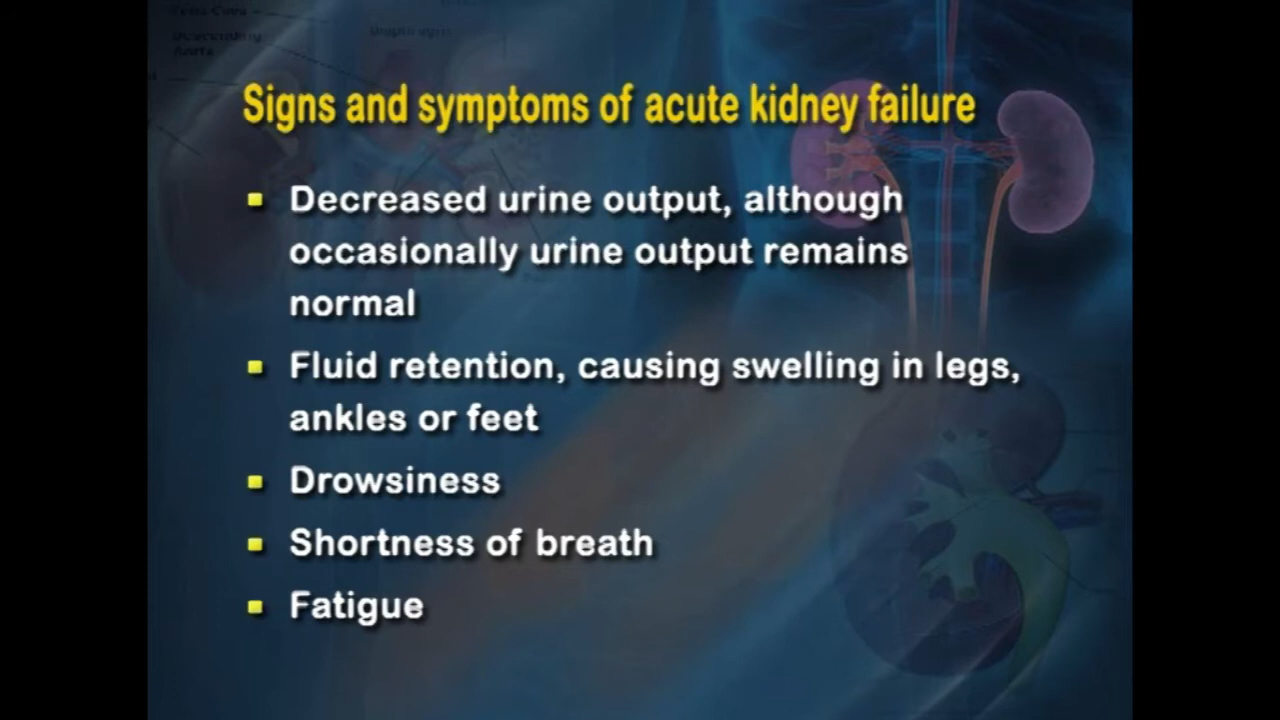 Signs and symptoms of acute kidney failure
Decreased urine output, although
occasionally urine output remains
normal
Fluid retention, causing swelling in legs,
ankles or feet
Drowsiness
Shortness of breath
Fatigue